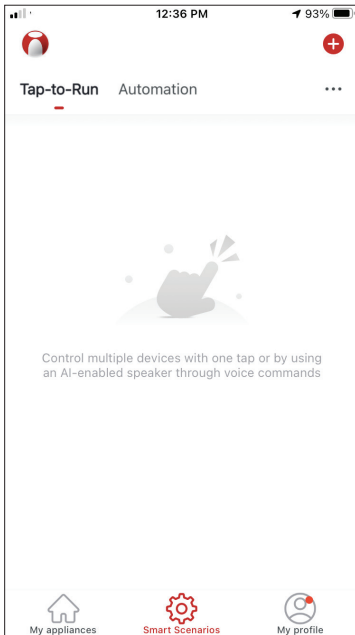 12:36 PM
93%
Tap-to-Run Automation
Control multiple devices with one tap or by using
an AI-enabled speaker through voice commands
My appliances Smart Scenarios My profile